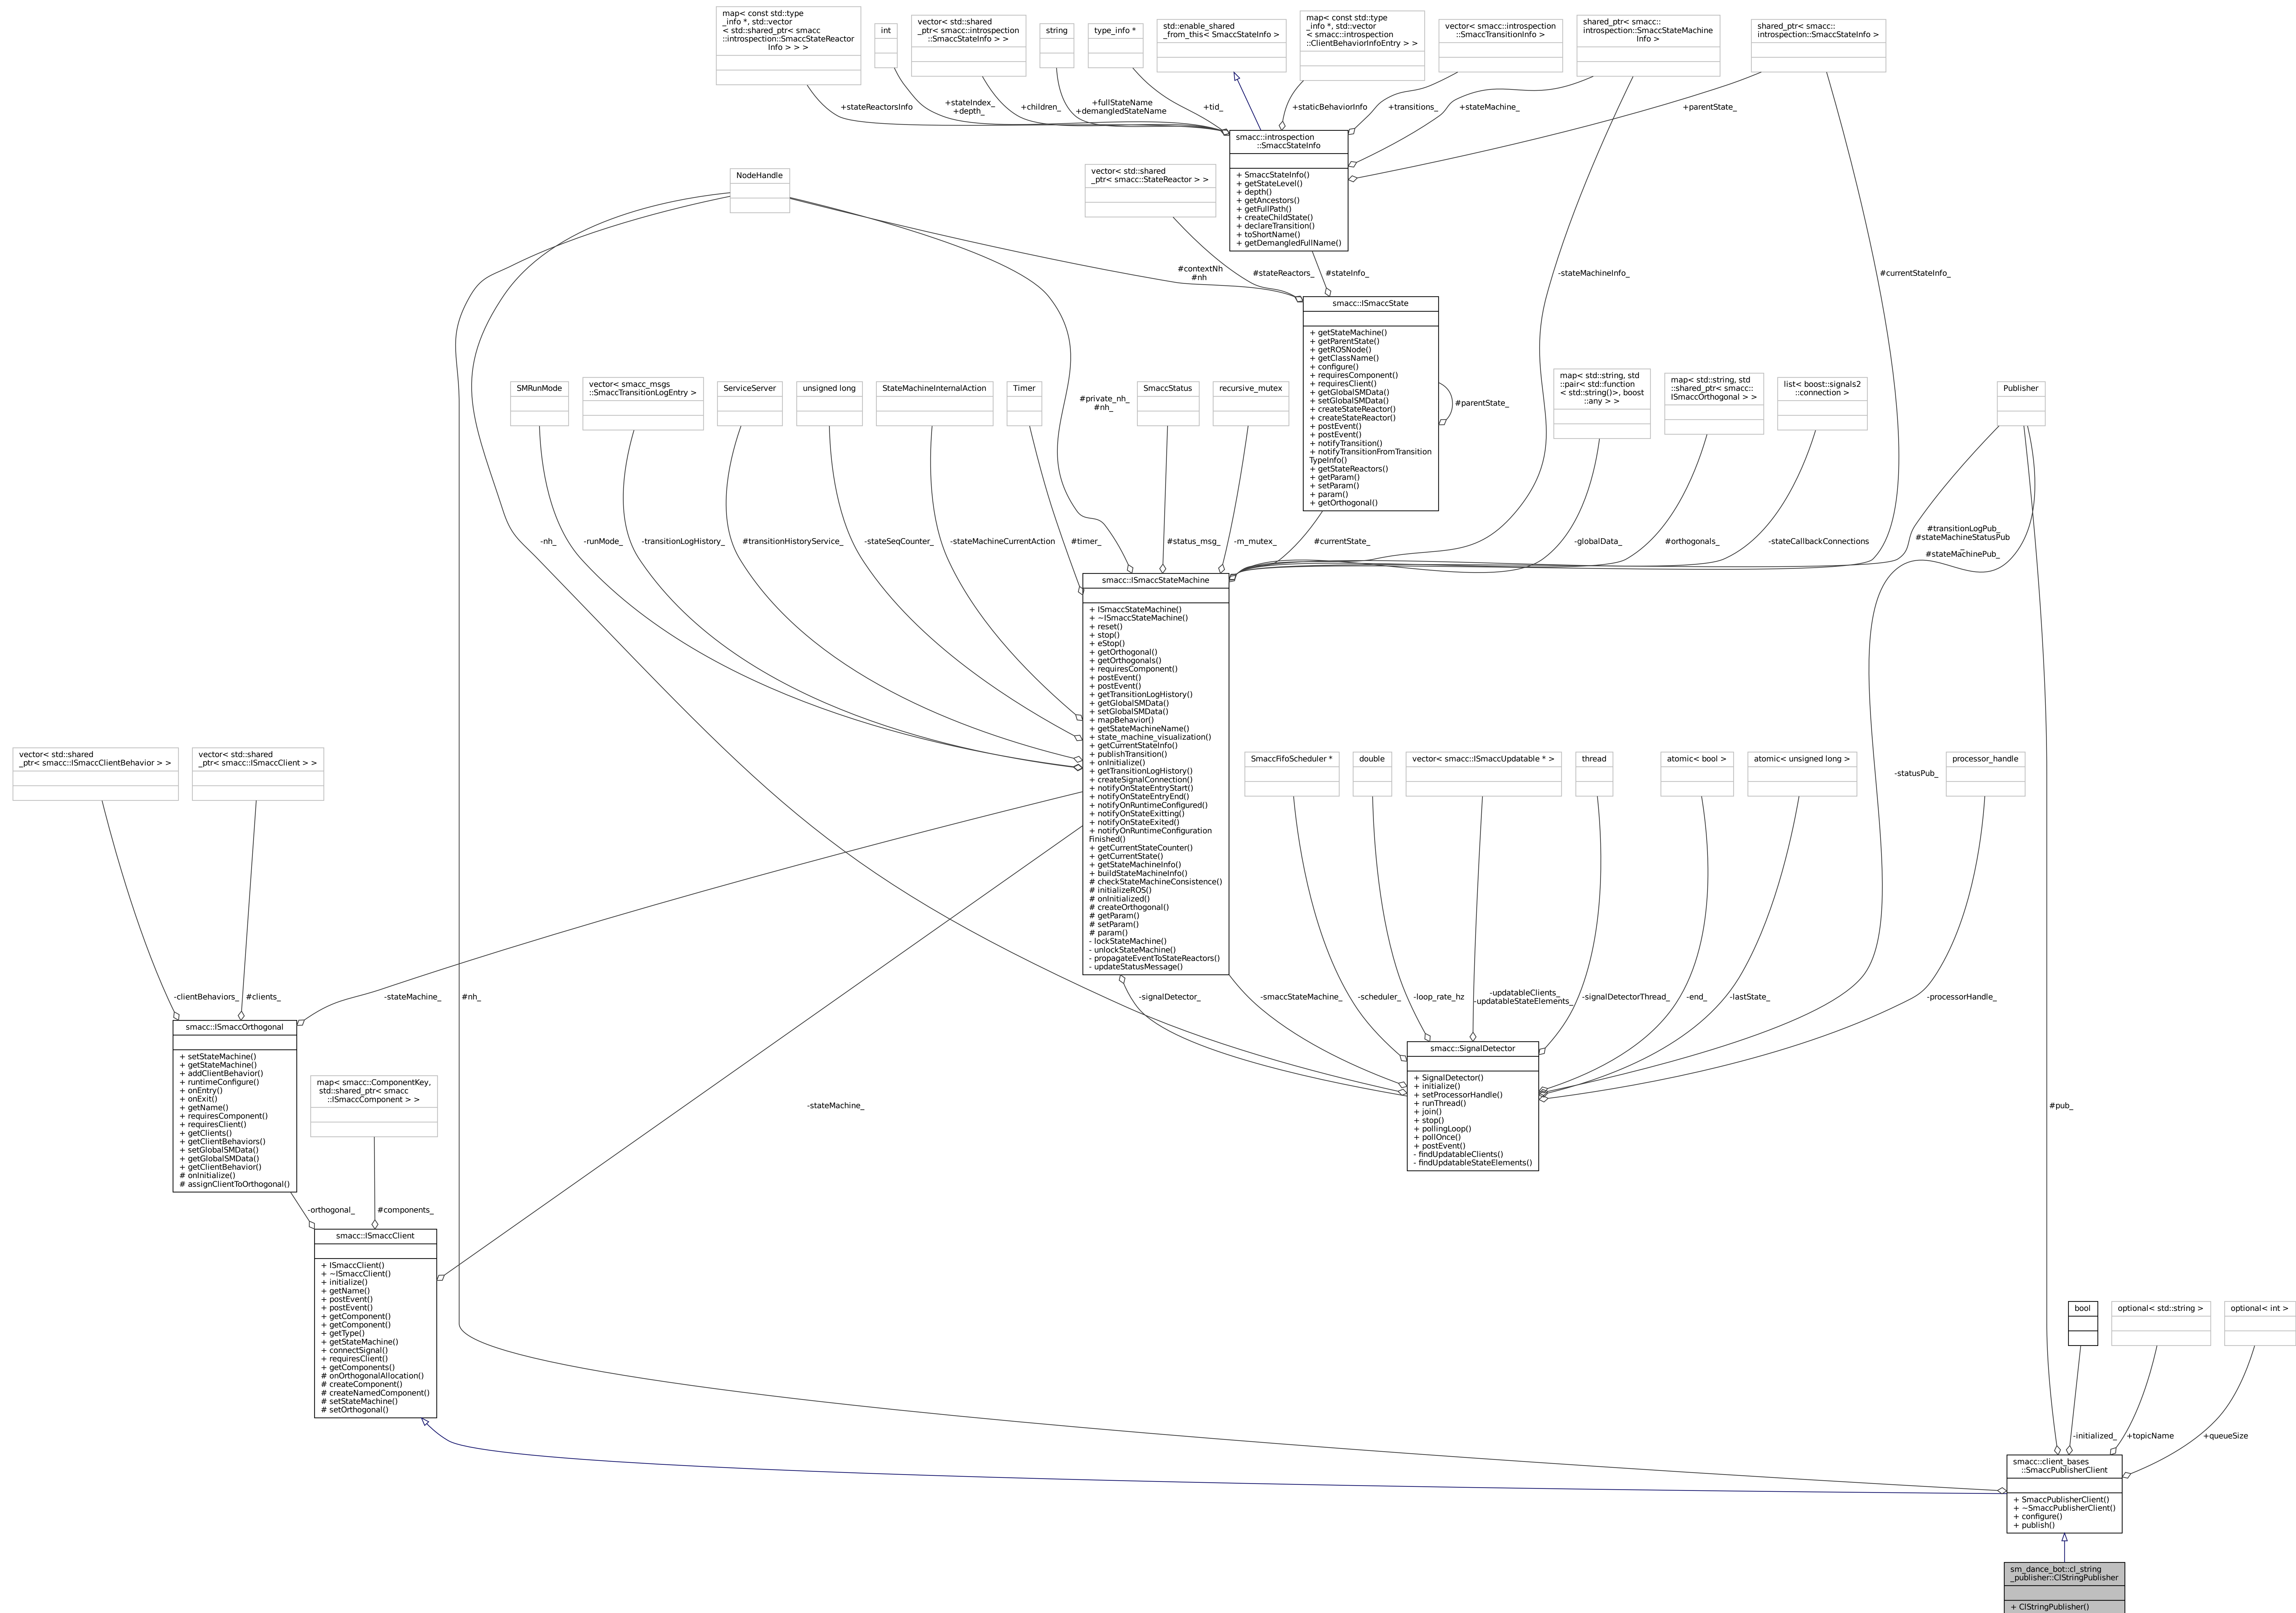 map< const std::type
_info *, std::vector
< std::shared_ptr< smacc
::introspection::SmaccStateReactor
Info > > >
int
vector< std::shared
_ptr< smacc::introspection
::SmaccStateInfo > >
string
type_info *
std::enable_shared
_from_this< SmaccStateInfo >
map< const std::type
_info *, std::vector
< smacc::introspection
::ClientBehaviorInfoEntry > >
vector< smacc::introspection
::SmaccTransitionInfo >
shared_ptr< smacc::
introspection::SmaccStateMachine
Info >
shared_ptr< smacc::
introspection::SmaccStateInfo >
+stateReactorsInfo
+stateIndex_
+depth_
+children_
+fullStateName
+demangledStateName
+tid_
+staticBehaviorInfo
+transitions_
+stateMachine_
+parentState_
smacc::introspection
::SmaccStateInfo
+ SmaccStateInfo()
+ getStateLevel()
+ depth()
+ getAncestors()
+ getFullPath()
+ createChildState()
+ declareTransition()
+ toShortName()
+ getDemangledFullName()
NodeHandle
vector< std::shared
_ptr< smacc::StateReactor > >
#contextNh
#nh
#stateReactors_
#stateInfo_
-stateMachineInfo_
#currentStateInfo_
smacc::ISmaccState
+ getStateMachine()
+ getParentState()
+ getROSNode()
+ getClassName()
+ configure()
+ requiresComponent()
+ requiresClient()
+ getGlobalSMData()
+ setGlobalSMData()
+ createStateReactor()
+ createStateReactor()
+ postEvent()
+ postEvent()
+ notifyTransition()
+ notifyTransitionFromTransition
TypeInfo()
+ getStateReactors()
+ getParam()
+ setParam()
+ param()
+ getOrthogonal()
#parentState_
SMRunMode
vector< smacc_msgs
::SmaccTransitionLogEntry >
ServiceServer
unsigned long
StateMachineInternalAction
Timer
#private_nh_
#nh_
SmaccStatus
recursive_mutex
map< std::string, std
::pair< std::function
< std::string()>, boost
::any > >
map< std::string, std
::shared_ptr< smacc::
ISmaccOrthogonal > >
list< boost::signals2
::connection >
Publisher
-nh_
-runMode_
-transitionLogHistory_
#transitionHistoryService_
-stateSeqCounter_
-stateMachineCurrentAction
#timer_
#status_msg_
-m_mutex_
#currentState_
-globalData_
#orthogonals_
-stateCallbackConnections
#transitionLogPub_
#stateMachineStatusPub
_
#stateMachinePub_
smacc::ISmaccStateMachine
+ ISmaccStateMachine()
+ ~ISmaccStateMachine()
+ reset()
+ stop()
+ eStop()
+ getOrthogonal()
+ getOrthogonals()
+ requiresComponent()
+ postEvent()
+ postEvent()
+ getTransitionLogHistory()
+ getGlobalSMData()
+ setGlobalSMData()
+ mapBehavior()
+ getStateMachineName()
+ state_machine_visualization()
+ getCurrentStateInfo()
+ publishTransition()
+ onInitialize()
+ getTransitionLogHistory()
+ createSignalConnection()
+ notifyOnStateEntryStart()
+ notifyOnStateEntryEnd()
+ notifyOnRuntimeConfigured()
+ notifyOnStateExitting()
+ notifyOnStateExited()
+ notifyOnRuntimeConfiguration
Finished()
+ getCurrentStateCounter()
+ getCurrentState()
+ getStateMachineInfo()
+ buildStateMachineInfo()
# checkStateMachineConsistence()
# initializeROS()
# onInitialized()
# createOrthogonal()
# getParam()
# setParam()
# param()
- lockStateMachine()
- unlockStateMachine()
- propagateEventToStateReactors()
- updateStatusMessage()
vector< std::shared
_ptr< smacc::ISmaccClientBehavior > >
vector< std::shared
_ptr< smacc::ISmaccClient > >
SmaccFifoScheduler *
double
vector< smacc::ISmaccUpdatable * >
thread
atomic< bool >
atomic< unsigned long >
-statusPub_
processor_handle
-clientBehaviors_
#clients_
-stateMachine_
#nh_
-signalDetector_
-smaccStateMachine_
-scheduler_
-loop_rate_hz
-updatableClients_
-updatableStateElements_
-signalDetectorThread_
-end_
-lastState_
-processorHandle_
smacc::ISmaccOrthogonal
+ setStateMachine()
+ getStateMachine()
+ addClientBehavior()
+ runtimeConfigure()
+ onEntry()
+ onExit()
+ getName()
+ requiresComponent()
+ requiresClient()
+ getClients()
+ getClientBehaviors()
+ setGlobalSMData()
+ getGlobalSMData()
+ getClientBehavior()
# onInitialize()
# assignClientToOrthogonal()
smacc::SignalDetector
+ SignalDetector()
+ initialize()
+ setProcessorHandle()
+ runThread()
+ join()
+ stop()
+ pollingLoop()
+ pollOnce()
+ postEvent()
- findUpdatableClients()
- findUpdatableStateElements()
map< smacc::ComponentKey,
std::shared_ptr< smacc
::ISmaccComponent > >
-stateMachine_
#pub_
-orthogonal_
#components_
smacc::ISmaccClient
+ ISmaccClient()
+ ~ISmaccClient()
+ initialize()
+ getName()
+ postEvent()
+ postEvent()
+ getComponent()
+ getComponent()
+ getType()
+ getStateMachine()
+ connectSignal()
+ requiresClient()
+ getComponents()
# onOrthogonalAllocation()
# createComponent()
# createNamedComponent()
# setStateMachine()
# setOrthogonal()
bool
optional< std::string >
optional< int >
-initialized_
+topicName
+queueSize
smacc::client_bases
::SmaccPublisherClient
+ SmaccPublisherClient()
+ ~SmaccPublisherClient()
+ configure()
+ publish()
sm_dance_bot::cl_string
_publisher::ClStringPublisher
+ ClStringPublisher()